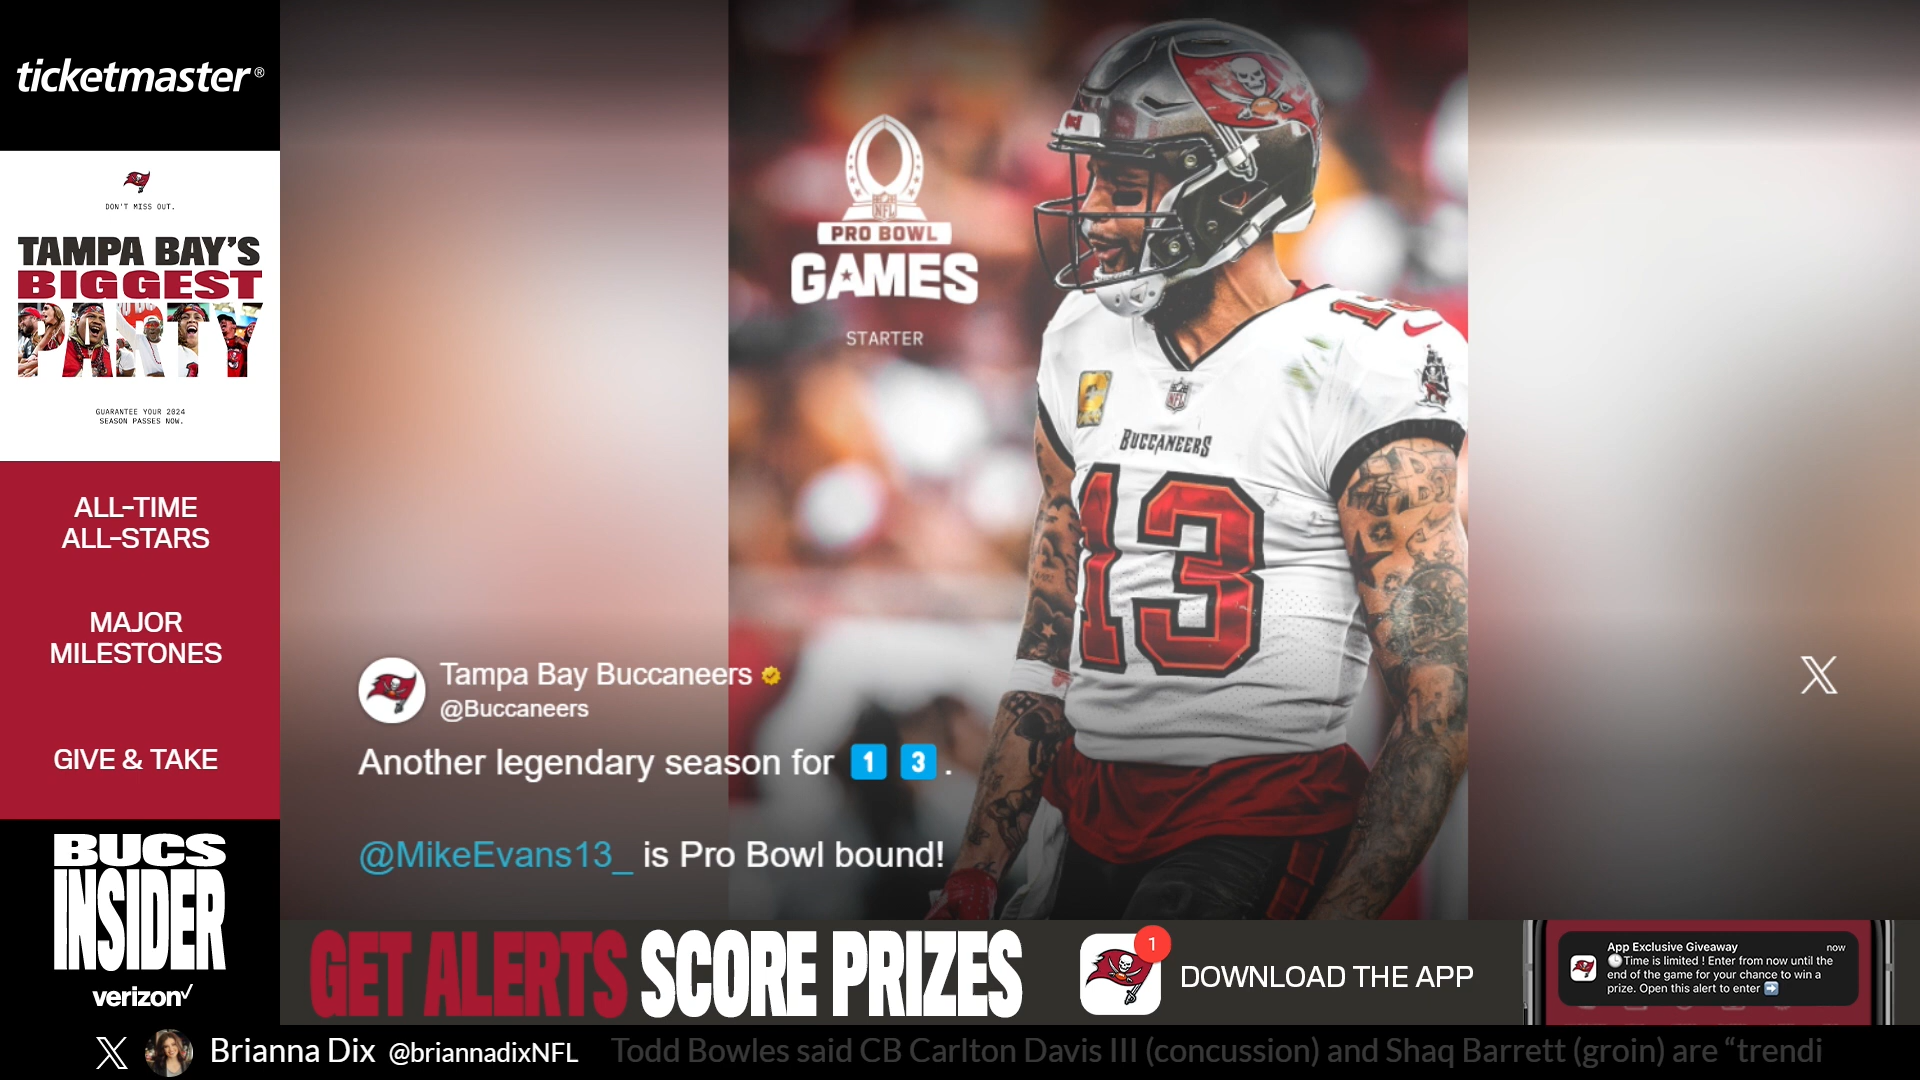 ticketmaster®
DON'T MISS OUT.
TAMPA BAY'S
BIGGEST
PARTY
GUARANTEE YOUR 2024
SEASON PASSES NOW.
ALL-TIME
ALL-STARS
MAJOR
MILESTONES
GIVE & TAKE
BUCS
INSIDER
verizon✓
NFL
PRO BOWL
GAMES
STARTER
13
NFL
BUCCANEERS
13
Tampa Bay Buccaneers
@Buccaneers
Another legendary season for 1️⃣ 3️⃣ .
@MikeEvans13_ is Pro Bowl bound!
X
GET ALERTS SCORE PRIZES
1
DOWNLOAD THE APP
App Exclusive Giveaway now
🕒Time is limited ! Enter from now until the
end of the game for your chance to win a
prize. Open this alert to enter ➡️
X Brianna Dix @briannadixNFL Todd Bowles said CB Carlton Davis III (concussion) and Shaq Barrett (groin) are “trendi